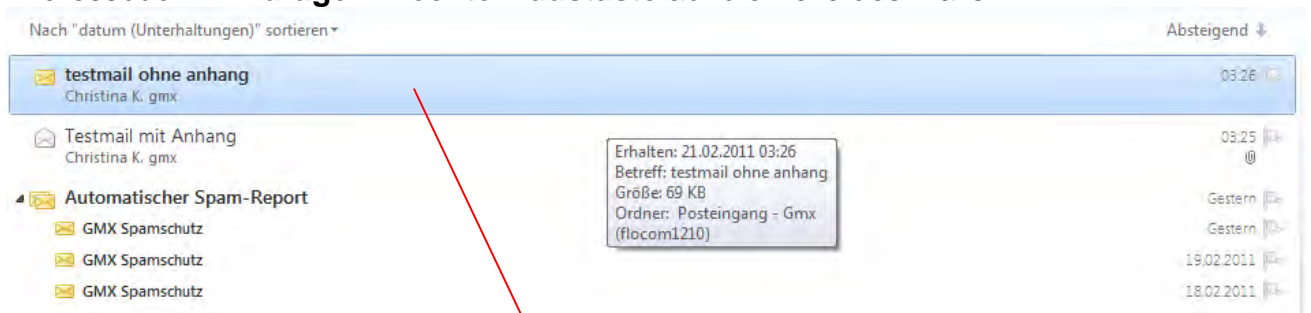 Nach "datum (Unterhaltungen)" sortieren
Absteigend
testmail ohne anhang
03:26
Christina K. gmx
Testmail mit Anhang
03:25
Christina K. gmx
Erhalten: 21.02.2011 03:26
Betreff: testmail ohne anhang
Größe: 69 KB
Ordner: Posteingang - Gmx
(flocom1210)
Automatischer Spam-Report
Gestern
GMX Spamschutz
Gestern
GMX Spamschutz
19.02.2011
GMX Spamschutz
18.02.2011